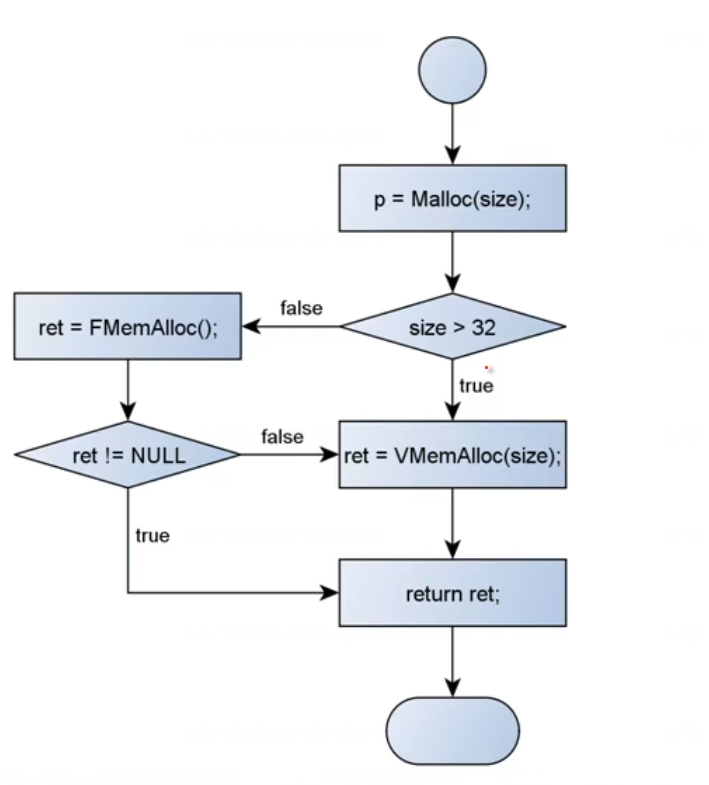 p = Malloc(size);
false
ret = FMemAlloc();
size > 32
true
false
ret != NULL
ret = VMemAlloc(size);
true
return ret;